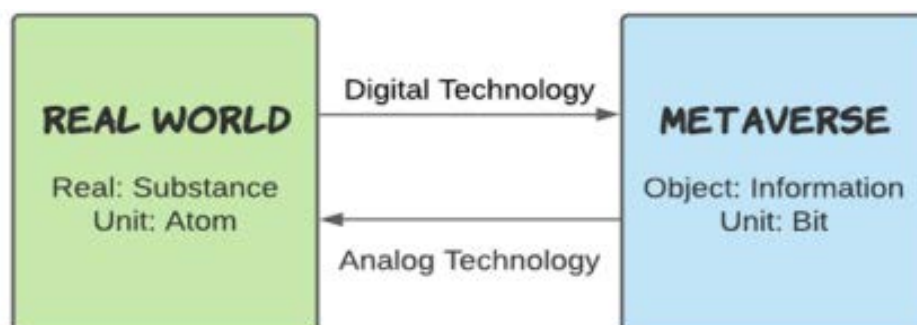 REAL WORLD
Real: Substance
Unit: Atom
Digital Technology
Analog Technology
METAVERSE
Object: Information
Unit: Bit